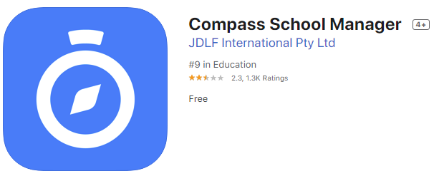 Compass School Manager 4+
JDLF International Pty Ltd
#9 in Education
2.3, 1.3K Ratings
Free